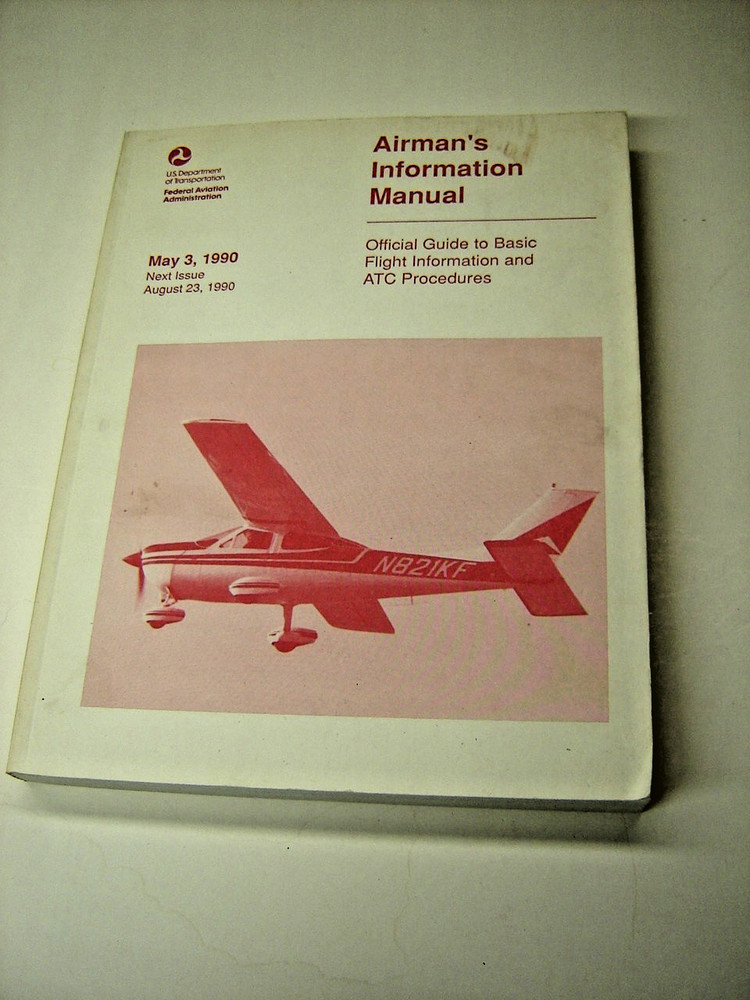 U.S. Department
of Transportation
Federal Aviation
Administration
Airman's
Information
Manual
May 3, 1990
Next Issue
August 23, 1990
Official Guide to Basic
Flight Information and
ATC Procedures
N821KF